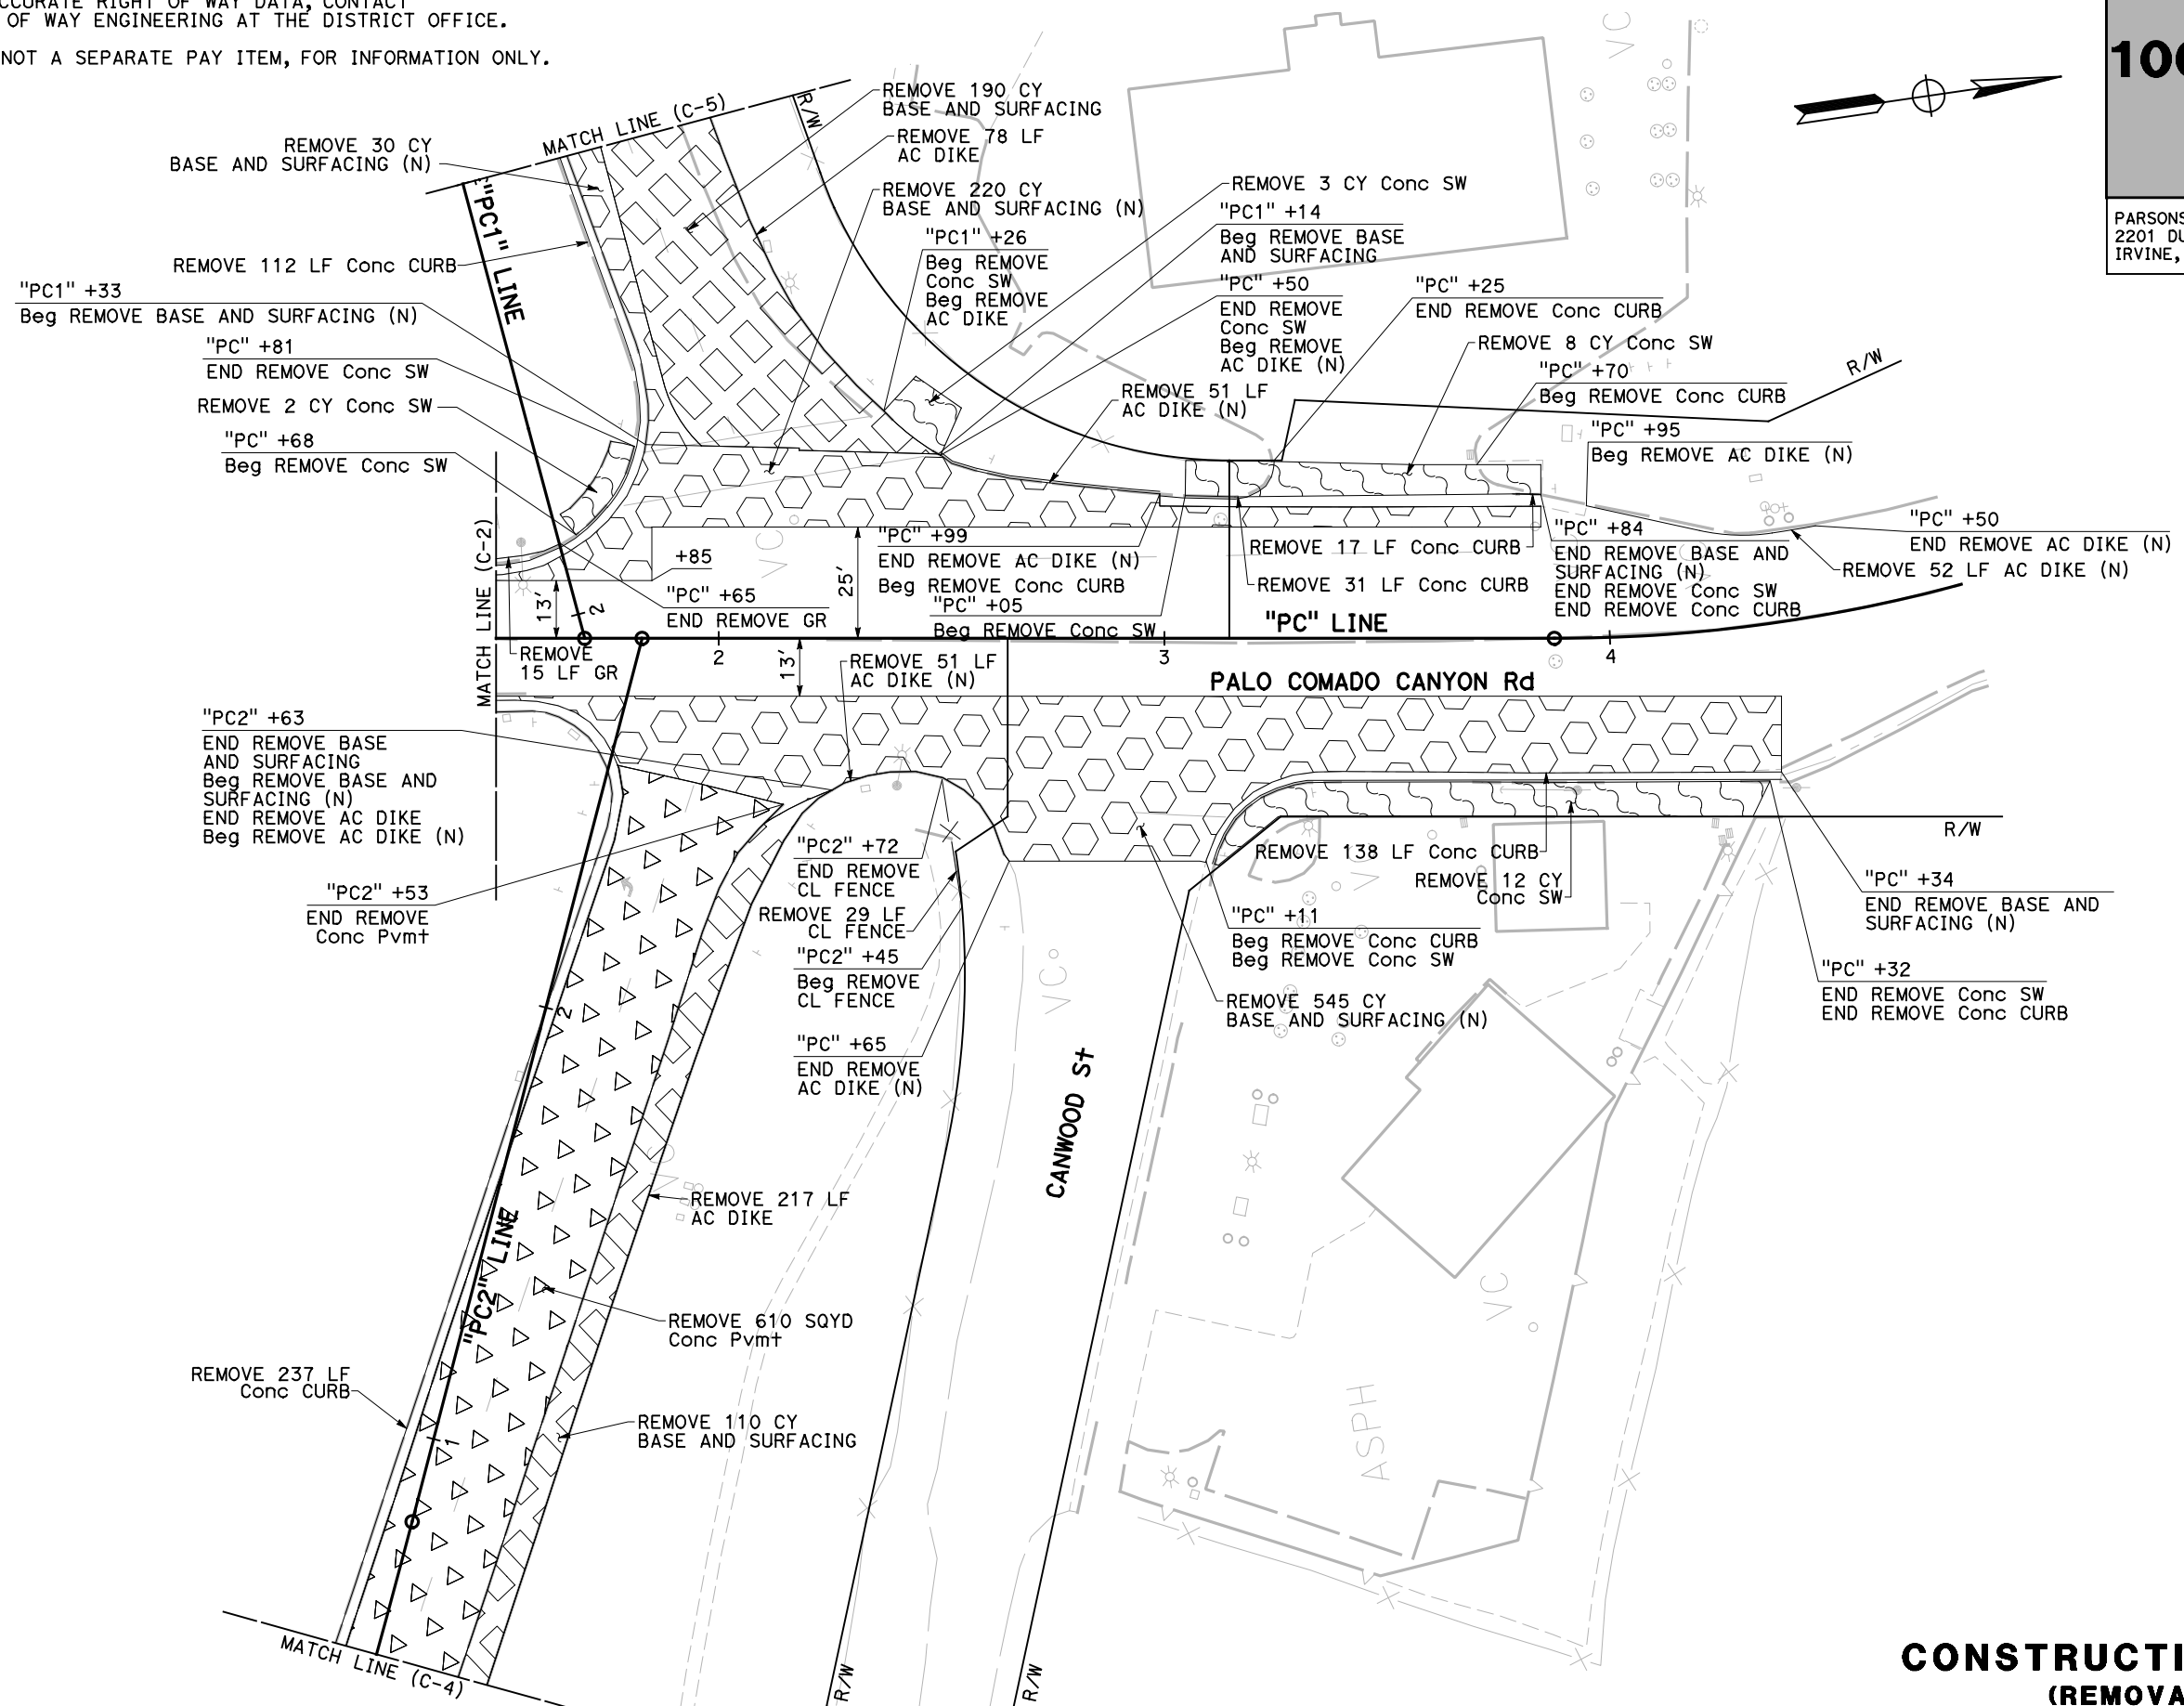 CCURATE RIGHT OF WAY DATA, CONTACT
OF WAY ENGINEERING AT THE DISTRICT OFFICE.
NOT A SEPARATE PAY ITEM, FOR INFORMATION ONLY.
PARSONS
IRVINE,
MATCH LINE (C-5)
R/W
REMOVE 190 CY
BASE AND SURFACING
REMOVE 78 LF
AC DIKE
REMOVE 30 CY
BASE AND SURFACING (N)
REMOVE 220 CY
BASE AND SURFACING (N)
REMOVE 3 CY Conc SW
"PC1" +14
Beg REMOVE BASE
AND SURFACING
"PC1" +26
Beg REMOVE
Conc SW
Beg REMOVE
AC DIKE
"PC1" LINE
REMOVE 112 LF Conc CURB
"PC1" +33
Beg REMOVE BASE AND SURFACING (N)
"PC" +50
END REMOVE
Conc SW
Beg REMOVE
AC DIKE (N)
"PC" +25
END REMOVE Conc CURB
REMOVE 8 CY Conc SW
"PC" +70
Beg REMOVE Conc CURB
R/W
"PC" +81
END REMOVE Conc SW
REMOVE 2 CY Conc SW
"PC" +68
Beg REMOVE Conc SW
REMOVE 51 LF
AC DIKE (N)
"PC" +95
Beg REMOVE AC DIKE (N)
MATCH LINE (C-2)
VC
VC
+85
"PC" +65
END REMOVE GR
13'
2
25'
"PC" +99
END REMOVE AC DIKE (N)
Beg REMOVE Conc CURB
"PC" +05
Beg REMOVE Conc SW
REMOVE 17 LF Conc CURB
REMOVE 31 LF Conc CURB
"PC" +84
END REMOVE BASE AND
SURFACING (N)
END REMOVE Conc SW
END REMOVE Conc CURB
"PC" +50
END REMOVE AC DIKE (N)
REMOVE 52 LF AC DIKE (N)
"PC" LINE
REMOVE
15 LF GR
2
13'
3
4
REMOVE 51 LF
AC DIKE (N)
PALO COMADO CANYON Rd
"PC2" +63
END REMOVE BASE
AND SURFACING
Beg REMOVE BASE AND
SURFACING (N)
END REMOVE AC DIKE
Beg REMOVE AC DIKE (N)
"PC2" +53
END REMOVE
Conc Pvmt
"PC2" +72
END REMOVE
CL FENCE
REMOVE 29 LF
CL FENCE
"PC2" +45
Beg REMOVE
CL FENCE
"PC" +65
END REMOVE
AC DIKE (N)
R/W
REMOVE 138 LF Conc CURB
REMOVE 12 CY
Conc SW
"PC" +11
Beg REMOVE Conc CURB
Beg REMOVE Conc SW
REMOVE 545 CY
BASE AND SURFACING (N)
"PC" +34
END REMOVE BASE AND
SURFACING (N)
"PC" +32
END REMOVE Conc SW
END REMOVE Conc CURB
VC
2
CANWOOD St
REMOVE 217 LF
AC DIKE
"PC2" LINE
REMOVE 610 SQYD
Conc Pvmt
VC
REMOVE 237 LF
Conc CURB
1
REMOVE 110 CY
BASE AND SURFACING
ASPH
MATCH LINE (C-4)
R/W
R/W